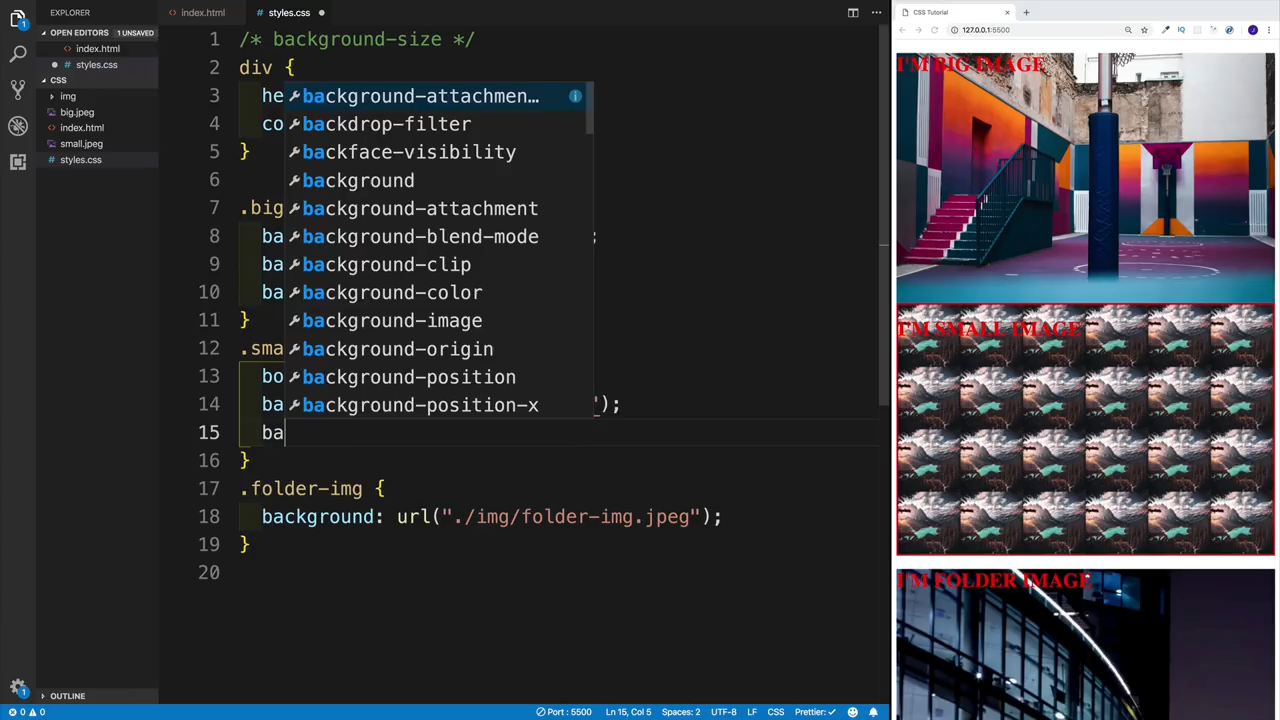 EXPLORER
OPEN EDITORS 1 UNSAVED
index.html
styles.css
CSS
img
big.jpeg
index.html
small.jpeg
styles.css
OUTLINE
1
1
index.html
styles.css
1 /* background-size */
2 div {
3 he
4 co
5 }
6
7 .big
8 ba ;
9 ba
10 ba
11 }
12 .sma
13 bo
14 ba ");
15 ba
16 }
17 .folder-img {
18 background: url("./img/folder-img.jpeg");
19 }
20
background-attachmen…
backdrop-filter
backface-visibility
background
background-attachment
background-blend-mode
background-clip
background-color
background-image
background-origin
background-position
background-position-x
0 0
Port : 5500
Ln 15, Col 5
Spaces: 2
UTF-8
LF
CSS
Prettier: ✓
CSS Tutorial
127.0.0.1:5500
IQ
J
I'M BIG IMAGE
I'M SMALL IMAGE
I'M FOLDER IMAGE